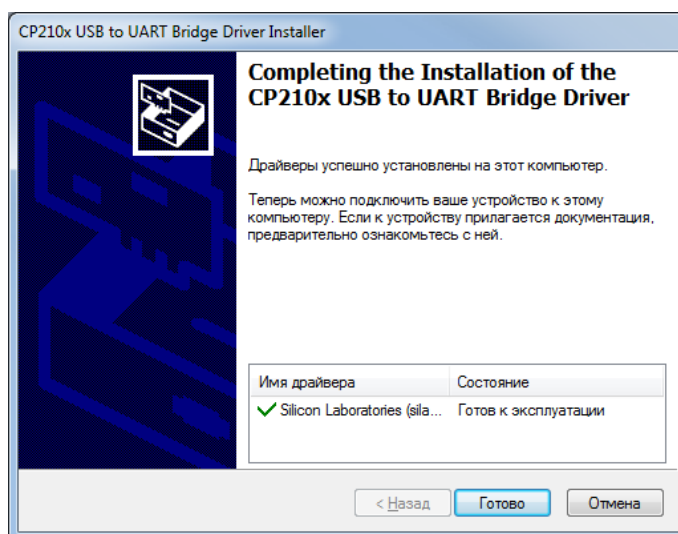 CP210x USB to UART Bridge Driver Installer
Completing the Installation of the
CP210x USB to UART Bridge Driver
Драйверы успешно установлены на этот компьютер.
Теперь можно подключить ваше устройство к этому
компьютеру. Если к устройству прилагается документация,
предварительно ознакомьтесь с ней.
Имя драйвера Состояние
Silicon Laboratories (sila... Готов к эксплуатации
< Назад Готово Отмена